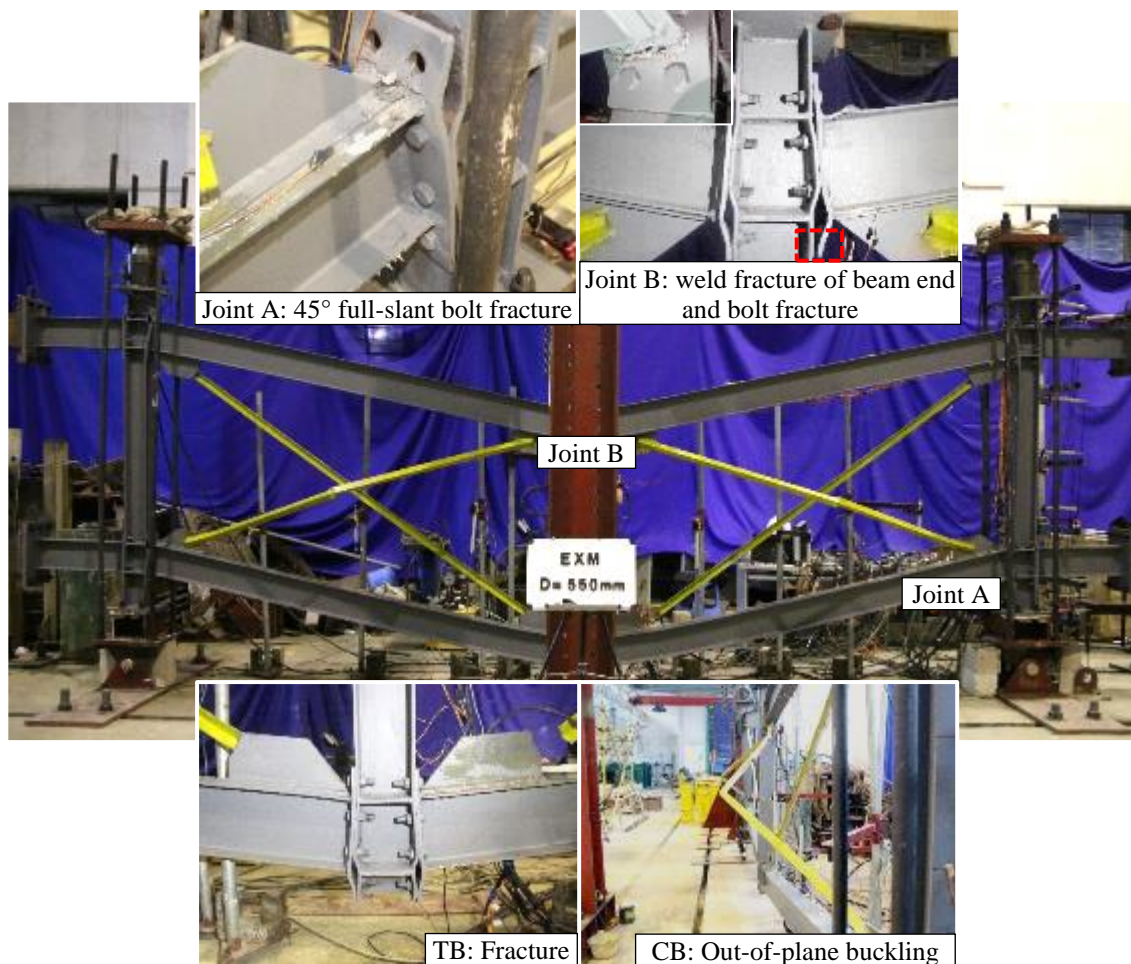 Joint A: 45° full-slant bolt fracture
Joint B: weld fracture of beam end
and bolt fracture
Joint B
EXM
D= 550mm
Joint A
TB: Fracture
CB: Out-of-plane buckling